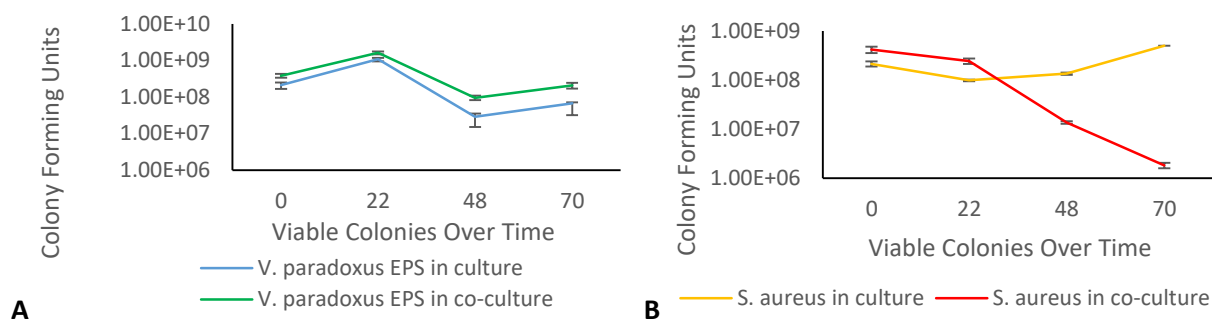 Colony Forming Units
1.00E+10
1.00E+09
1.00E+08
1.00E+07
1.00E+06
0 22 48 70
Viable Colonies Over Time
V. paradoxus EPS in culture
V. paradoxus EPS in co-culture
A
Colony Forming Units
1.00E+09
1.00E+08
1.00E+07
1.00E+06
0 22 48 70
Viable Colonies Over Time
S. aureus in culture S. aureus in co-culture
B